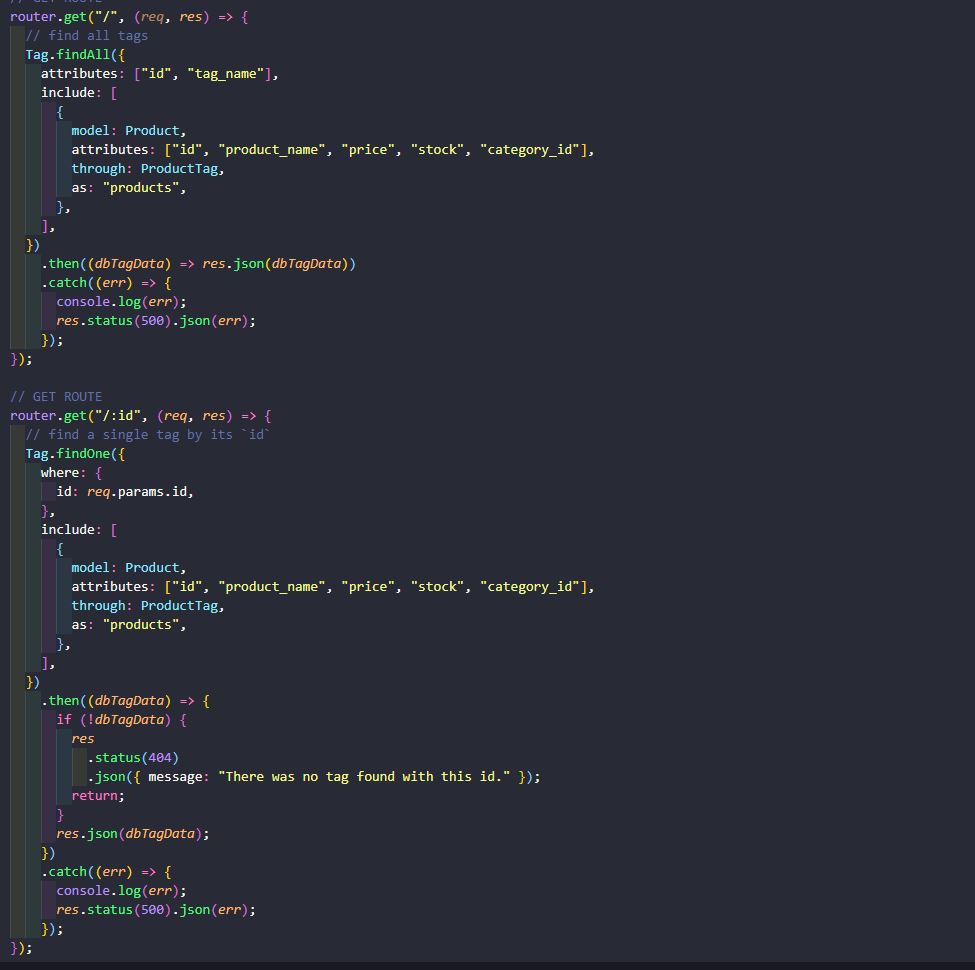 // GET ROUTE
router.get("/", (req, res) => {
  // find all tags
  Tag.findAll({
    attributes: ["id", "tag_name"],
    include: [
      {
        model: Product,
        attributes: ["id", "product_name", "price", "stock", "category_id"],
        through: ProductTag,
        as: "products",
      },
    ],
  })
    .then((dbTagData) => res.json(dbTagData))
    .catch((err) => {
      console.log(err);
      res.status(500).json(err);
    });
});

// GET ROUTE
router.get("/:id", (req, res) => {
  // find a single tag by its `id`
  Tag.findOne({
    where: {
      id: req.params.id,
    },
    include: [
      {
        model: Product,
        attributes: ["id", "product_name", "price", "stock", "category_id"],
        through: ProductTag,
        as: "products",
      },
    ],
  })
    .then((dbTagData) => {
      if (!dbTagData) {
        res
          .status(404)
          .json({ message: "There was no tag found with this id." });
        return;
      }
      res.json(dbTagData);
    })
    .catch((err) => {
      console.log(err);
      res.status(500).json(err);
    });
});